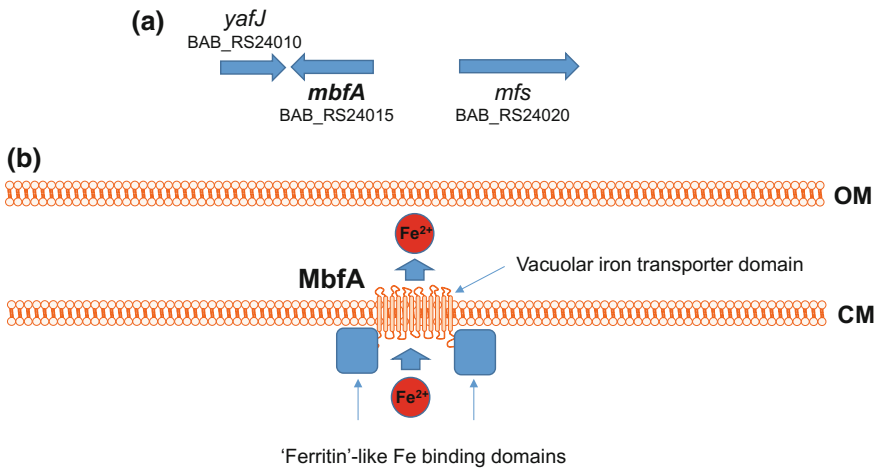 (a)
yafJ
BAB_RS24010
mbfA
BAB_RS24015
mfs
BAB_RS24020
(b)
OM
Fe2+
MbfA
Vacuolar iron transporter domain
CM
Fe2+
'Ferritin'-like Fe binding domains